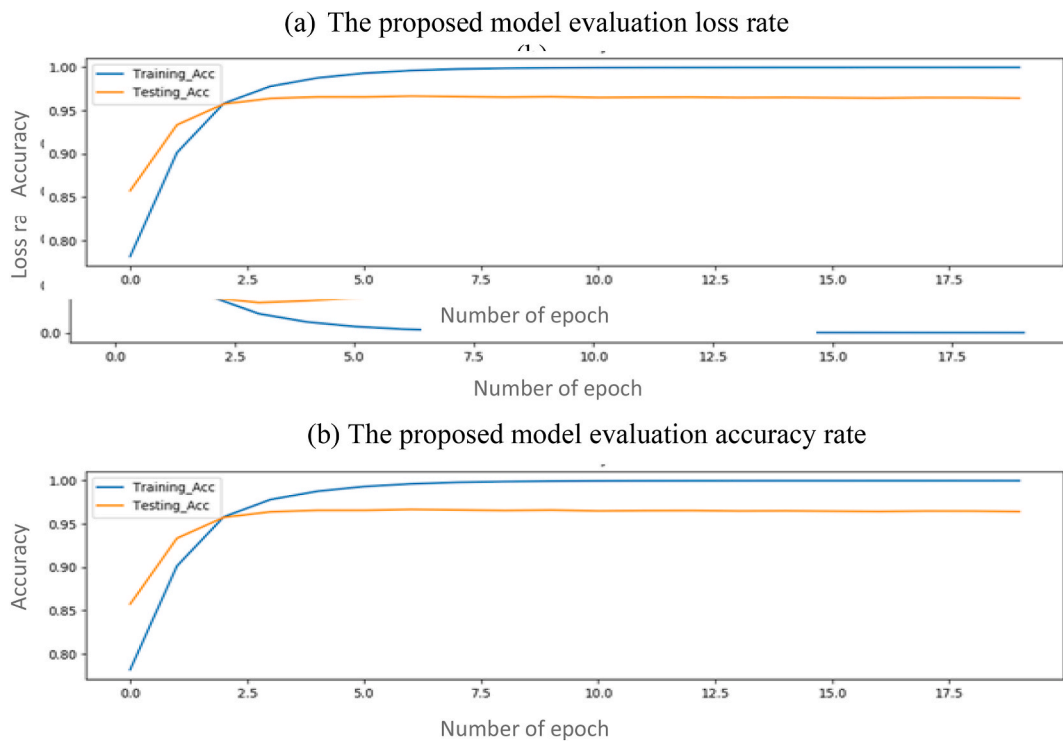 (a) The proposed model evaluation loss rate
(b)
1.00
0.95
0.90
0.85
0.80
Training_Acc
Testing_Acc
Accuracy
Loss ra
0.0 2.5 5.0 7.5 10.0 12.5 15.0 17.5
Number of epoch
0.0
0.0 2.5 5.0 7.5 10.0 12.5 15.0 17.5
Number of epoch
(b) The proposed model evaluation accuracy rate
1.00
0.95
0.90
0.85
0.80
Training_Acc
Testing_Acc
Accuracy
0.0 2.5 5.0 7.5 10.0 12.5 15.0 17.5
Number of epoch